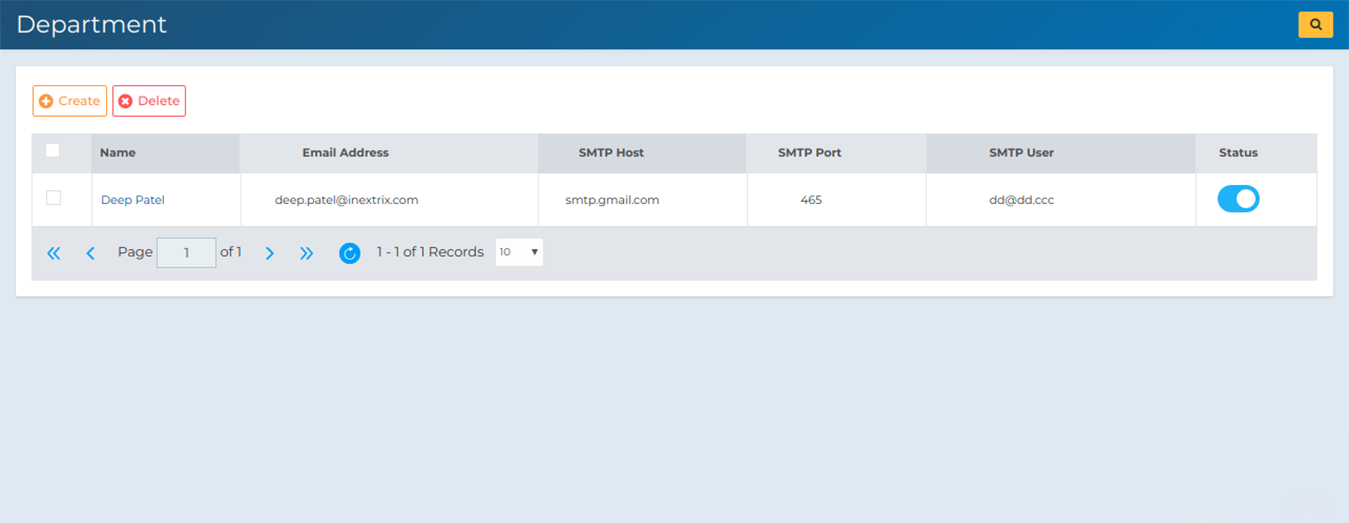 Department
Create Delete
Name Email Address SMTP Host SMTP Port SMTP User Status
Deep Patel deep.patel@inextrix.com smtp.gmail.com 465 dd@dd.ccc
Page 1 of 1 1 - 1 of 1 Records 10